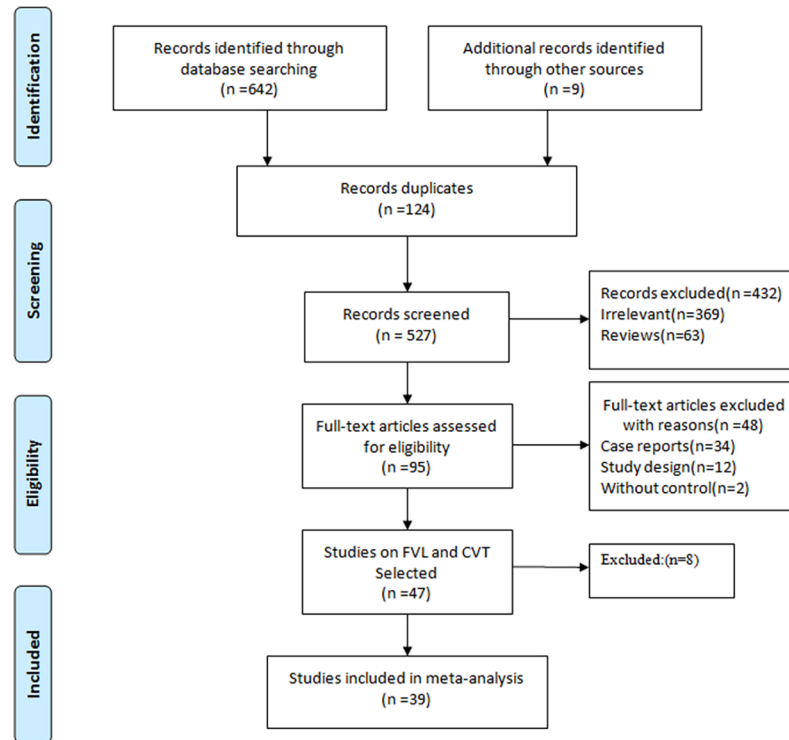 Identification
Records identified through
database searching
(n =642)
Additional records identified
through other sources
(n =9)
Records duplicates
(n =124)
Screening
Records screened
(n = 527)
Records excluded(n =432)
Irrelevant(n=369)
Reviews(n=63)
Eligibility
Full-text articles assessed
for eligibility
(n =95)
Full-text articles excluded
with reasons(n =48)
Case reports(n=34)
Study design(n=12)
Without control(n=2)
Studies on FVL and CVT
Selected
(n =47)
Excluded:(n=8)
Included
Studies included in meta-analysis
(n =39)